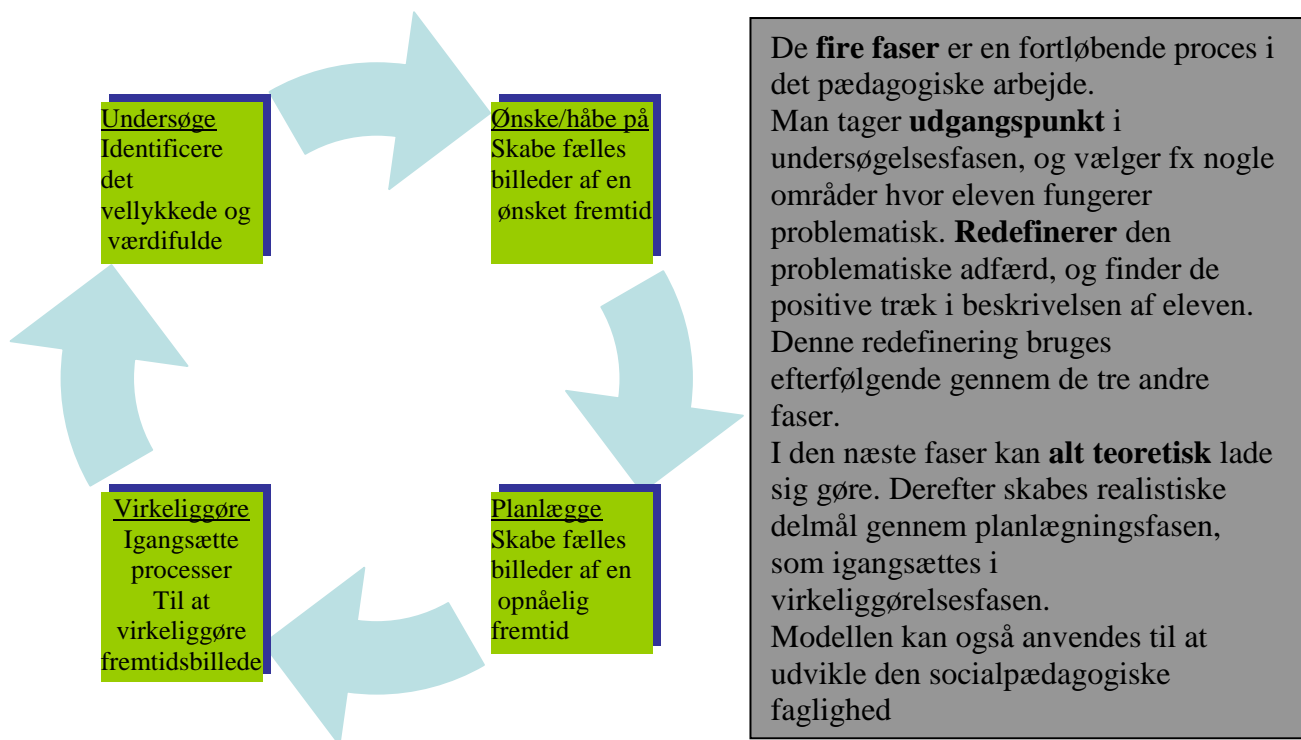 Undersøge
Identificere
det
vellykkede og
værdifulde
Ønske/håbe på
Skabe fælles
billeder af en
ønsket fremtid
Planlægge
Skabe fælles
billeder af en
opnåelig
fremtid
Virkeliggøre
Igangsætte
processer
Til at
virkeliggøre
fremtidsbillede
De fire faser er en fortløbende proces i
det pædagogiske arbejde.
Man tager udgangspunkt i
undersøgelsesfasen, og vælger fx nogle
områder hvor eleven fungerer
problematisk. Redefinerer den
problematiske adfærd, og finder de
positive træk i beskrivelsen af eleven.
Denne redefinering bruges
efterfølgende gennem de tre andre
faser.
I den næste faser kan alt teoretisk lade
sig gøre. Derefter skabes realistiske
delmål gennem planlægningsfasen,
som igangsættes i
virkeliggørelsesfasen.
Modellen kan også anvendes til at
udvikle den socialpædagogiske
faglighed